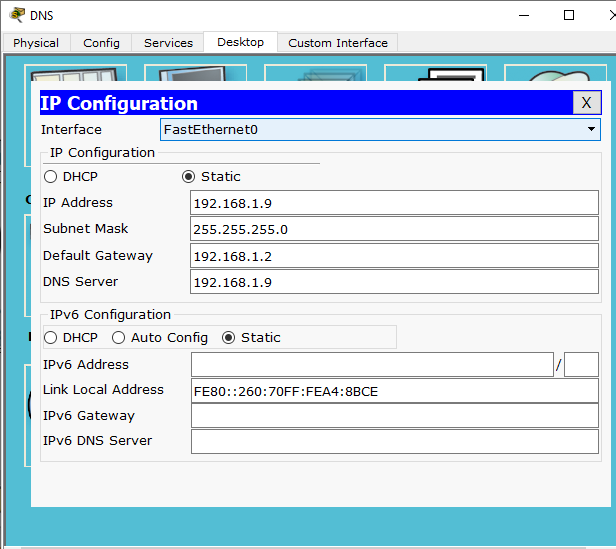 DNS
Physical Config Services Desktop Custom Interface
IP Configuration X
Interface FastEthernet0
IP Configuration
DHCP Static
IP Address 192.168.1.9
Subnet Mask 255.255.255.0
Default Gateway 192.168.1.2
DNS Server 192.168.1.9
IPv6 Configuration
DHCP Auto Config Static
IPv6 Address /
Link Local Address FE80::260:70FF:FEA4:8BCE
IPv6 Gateway
IPv6 DNS Server